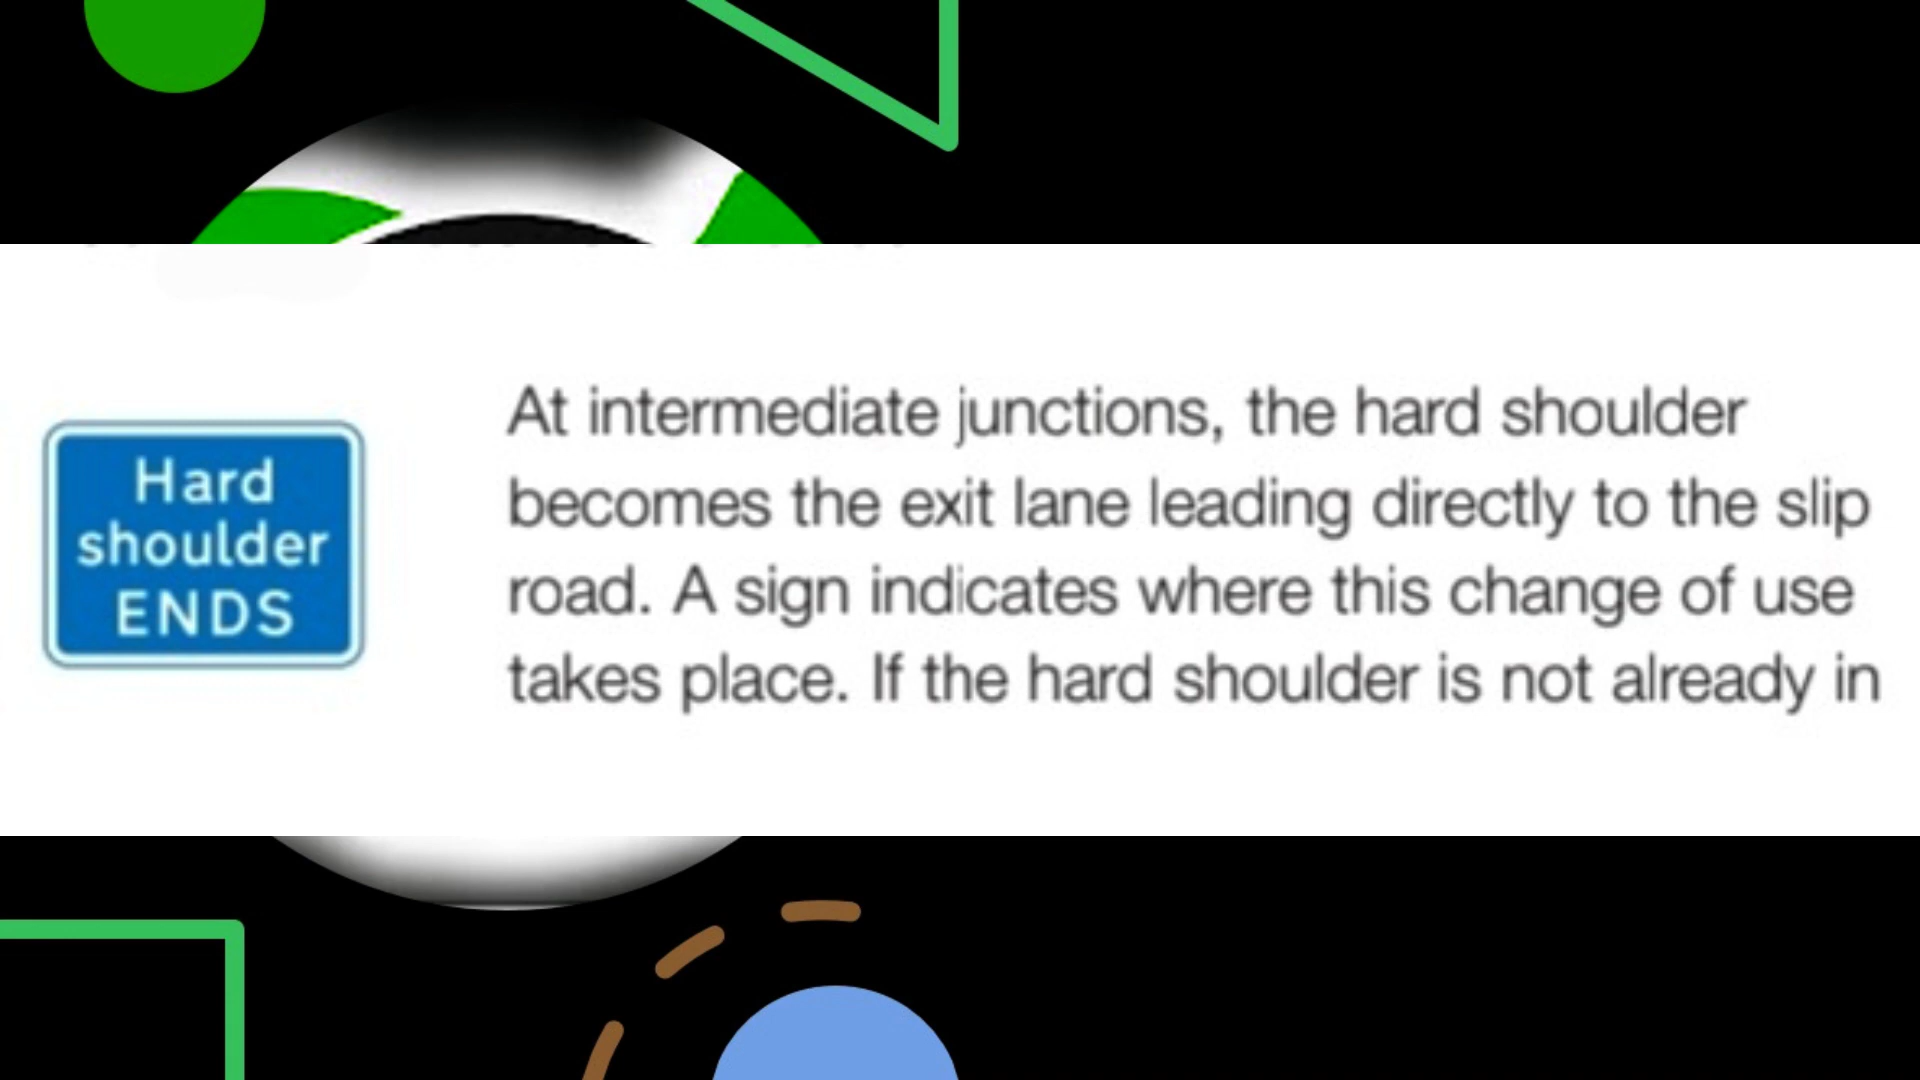 Hard
shoulder
ENDS
At intermediate junctions, the hard shoulder
becomes the exit lane leading directly to the slip
road. A sign indicates where this change of use
takes place. If the hard shoulder is not already in